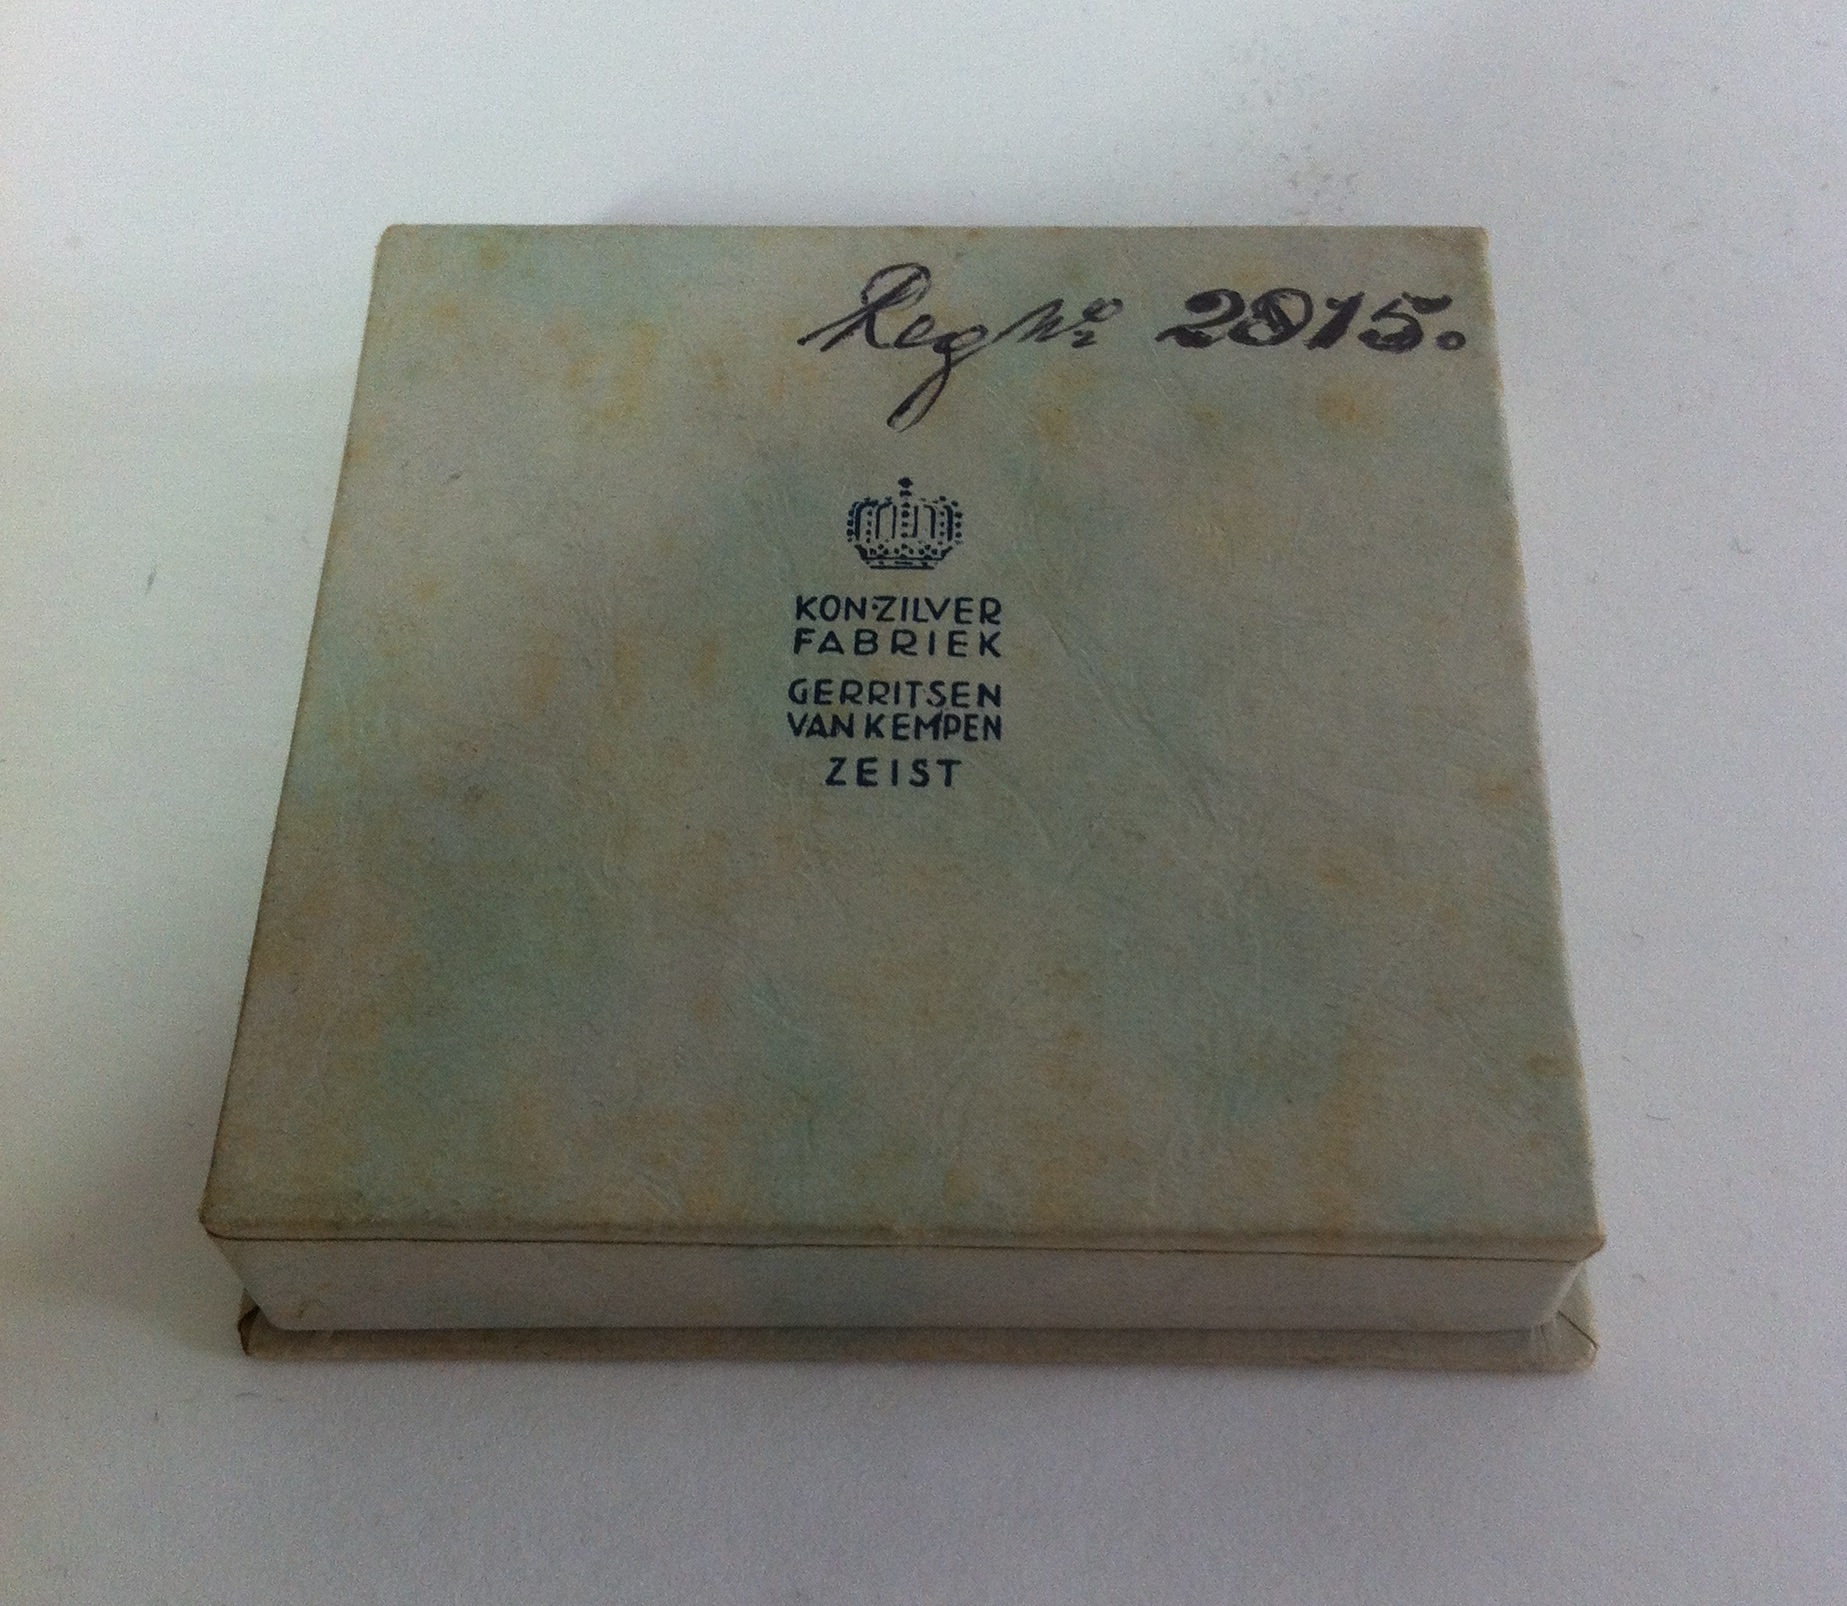 Reg No 2815.
KON·ZILVER
FABRIEK
GERRITSEN
VAN KEMPEN
ZEIST